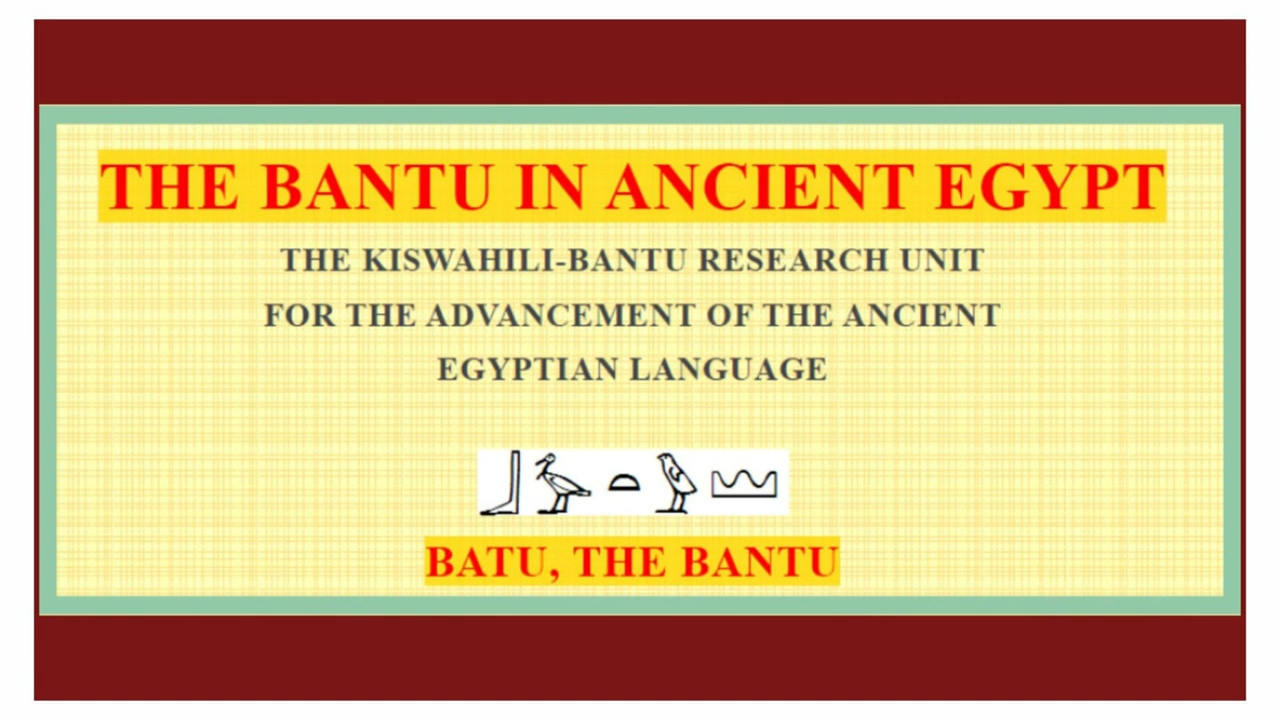 THE BANTU IN ANCIENT EGYPT
THE KISWAHILI-BANTU RESEARCH UNIT
FOR THE ADVANCEMENT OF THE ANCIENT
EGYPTIAN LANGUAGE
𓃀𓅡𓏏𓅱𓈉
BATU, THE BANTU